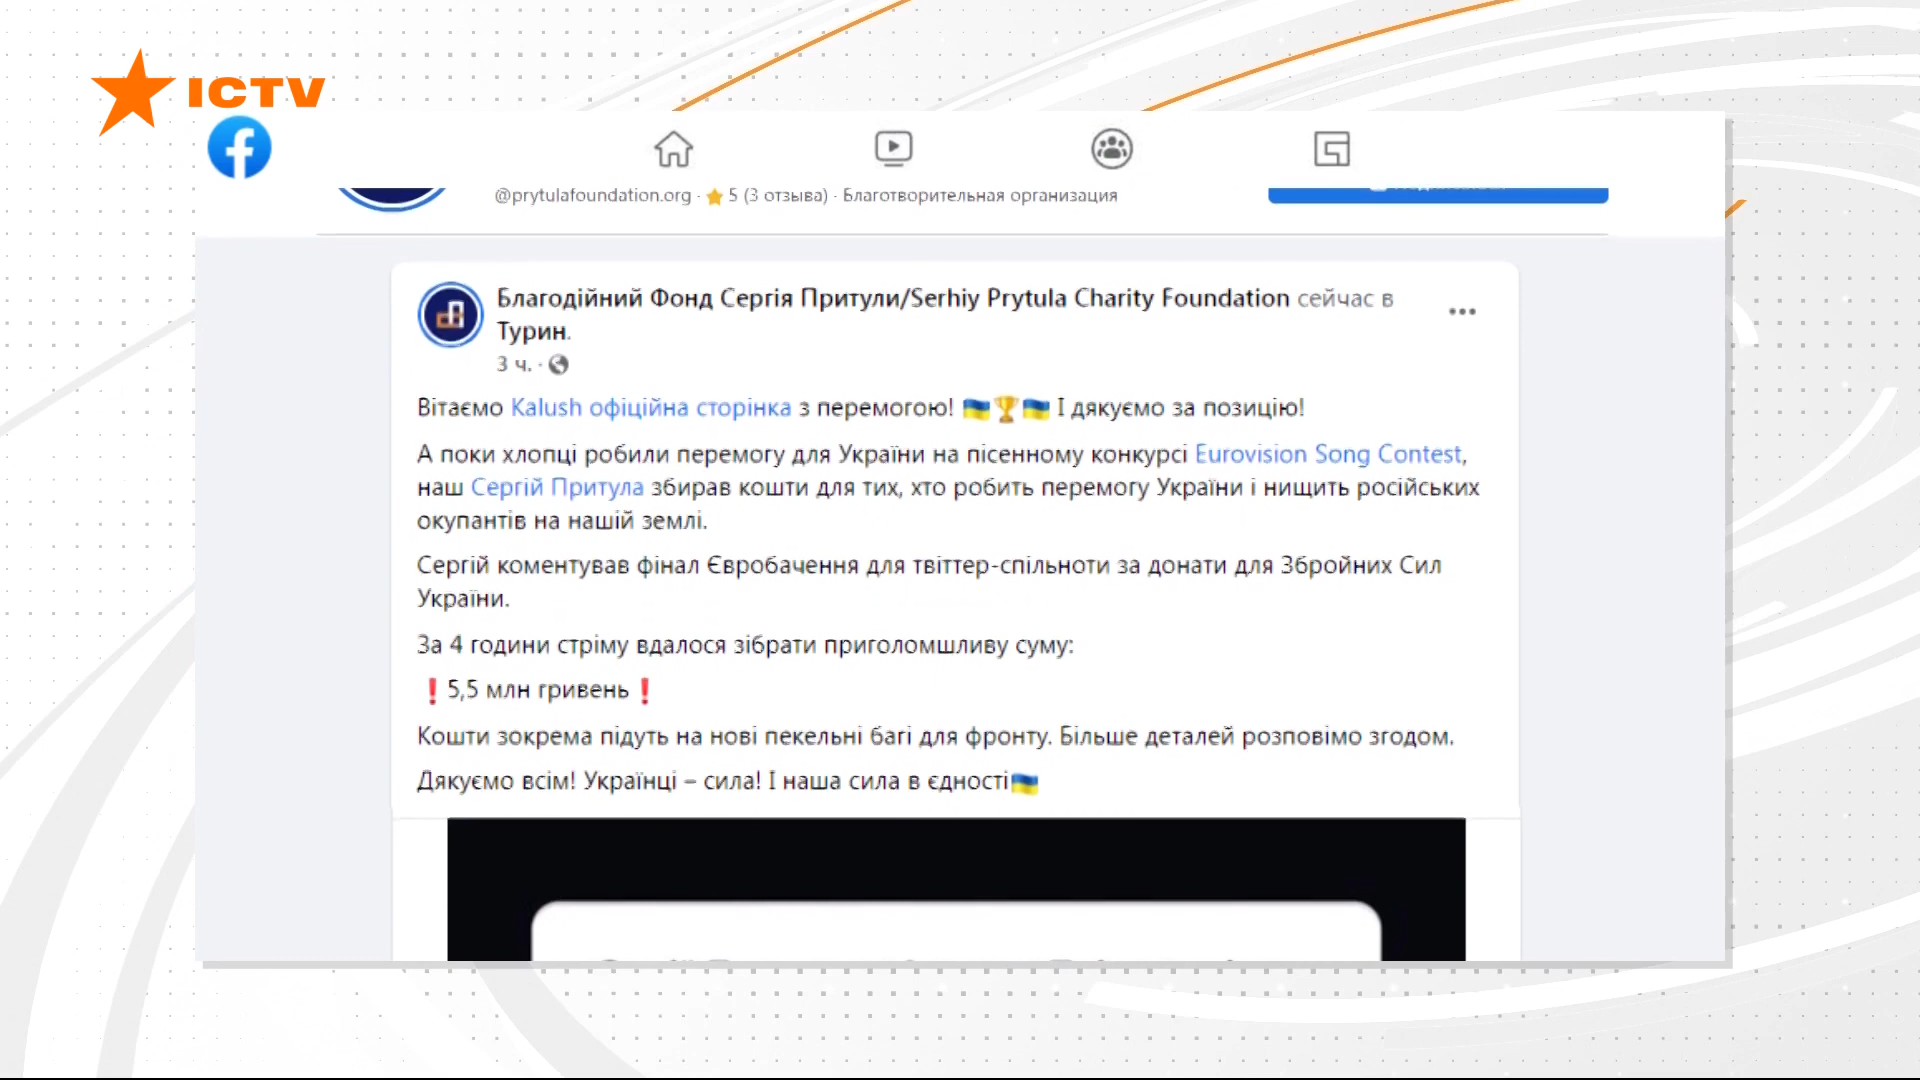 ICTV
@prytulafoundation.org · 5 (3 отзыва) · Благотворительная организация
Благодійний Фонд Сергія Притули/Serhiy Prytula Charity Foundation сейчас в
Турин.
3 ч. ·
Вітаємо Kalush офіційна сторінка з перемогою! 🇺🇦🏆🇺🇦 І дякуємо за позицію!
А поки хлопці робили перемогу для України на пісенному конкурсі Eurovision Song Contest,
наш Сергій Притула збирав кошти для тих, хто робить перемогу України і нищить російських
окупантів на нашій землі.
Сергій коментував фінал Євробачення для твіттер-спільноти за донати для Збройних Сил
України.
За 4 години стріму вдалося зібрати приголомшливу суму:
❗5,5 млн гривень❗
Кошти зокрема підуть на нові пекельні багі для фронту. Більше деталей розповімо згодом.
Дякуємо всім! Українці – сила! І наша сила в єдності🇺🇦